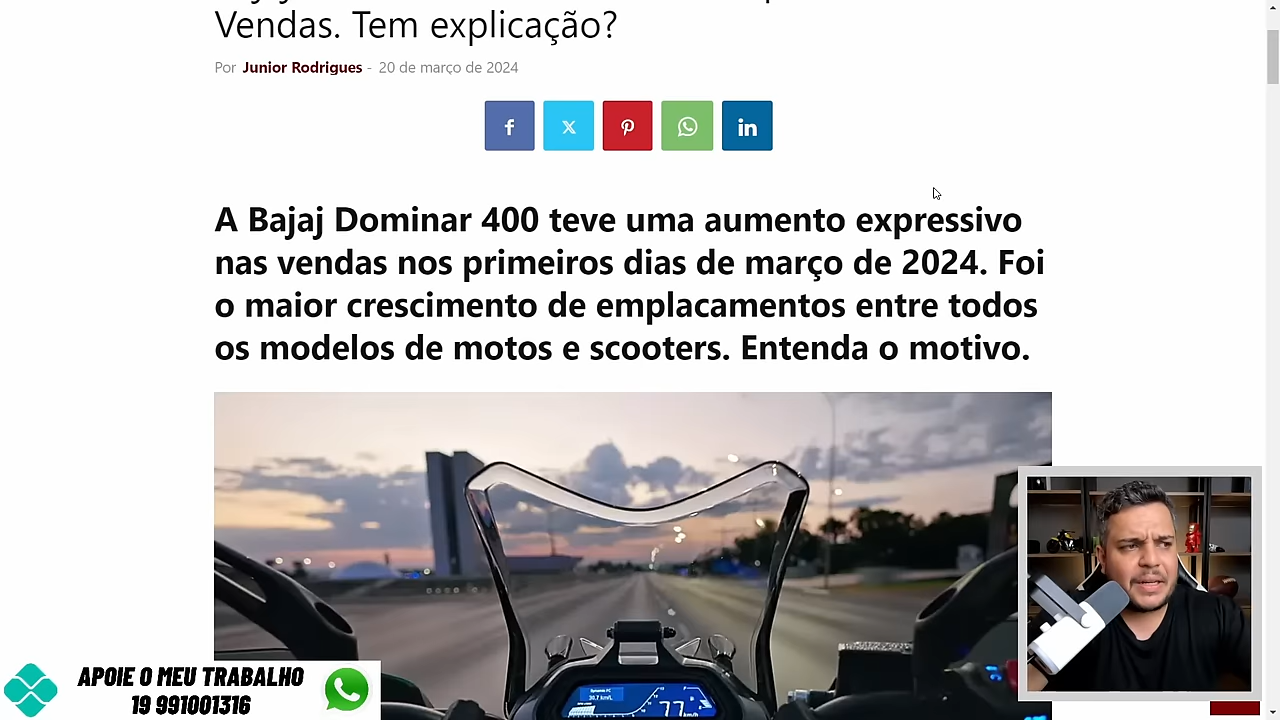 Vendas. Tem explicação?
Por Junior Rodrigues - 20 de março de 2024
A Bajaj Dominar 400 teve uma aumento expressivo
nas vendas nos primeiros dias de março de 2024. Foi
o maior crescimento de emplacamentos entre todos
os modelos de motos e scooters. Entenda o motivo.
77
km/h
APOIE O MEU TRABALHO
19 991001316